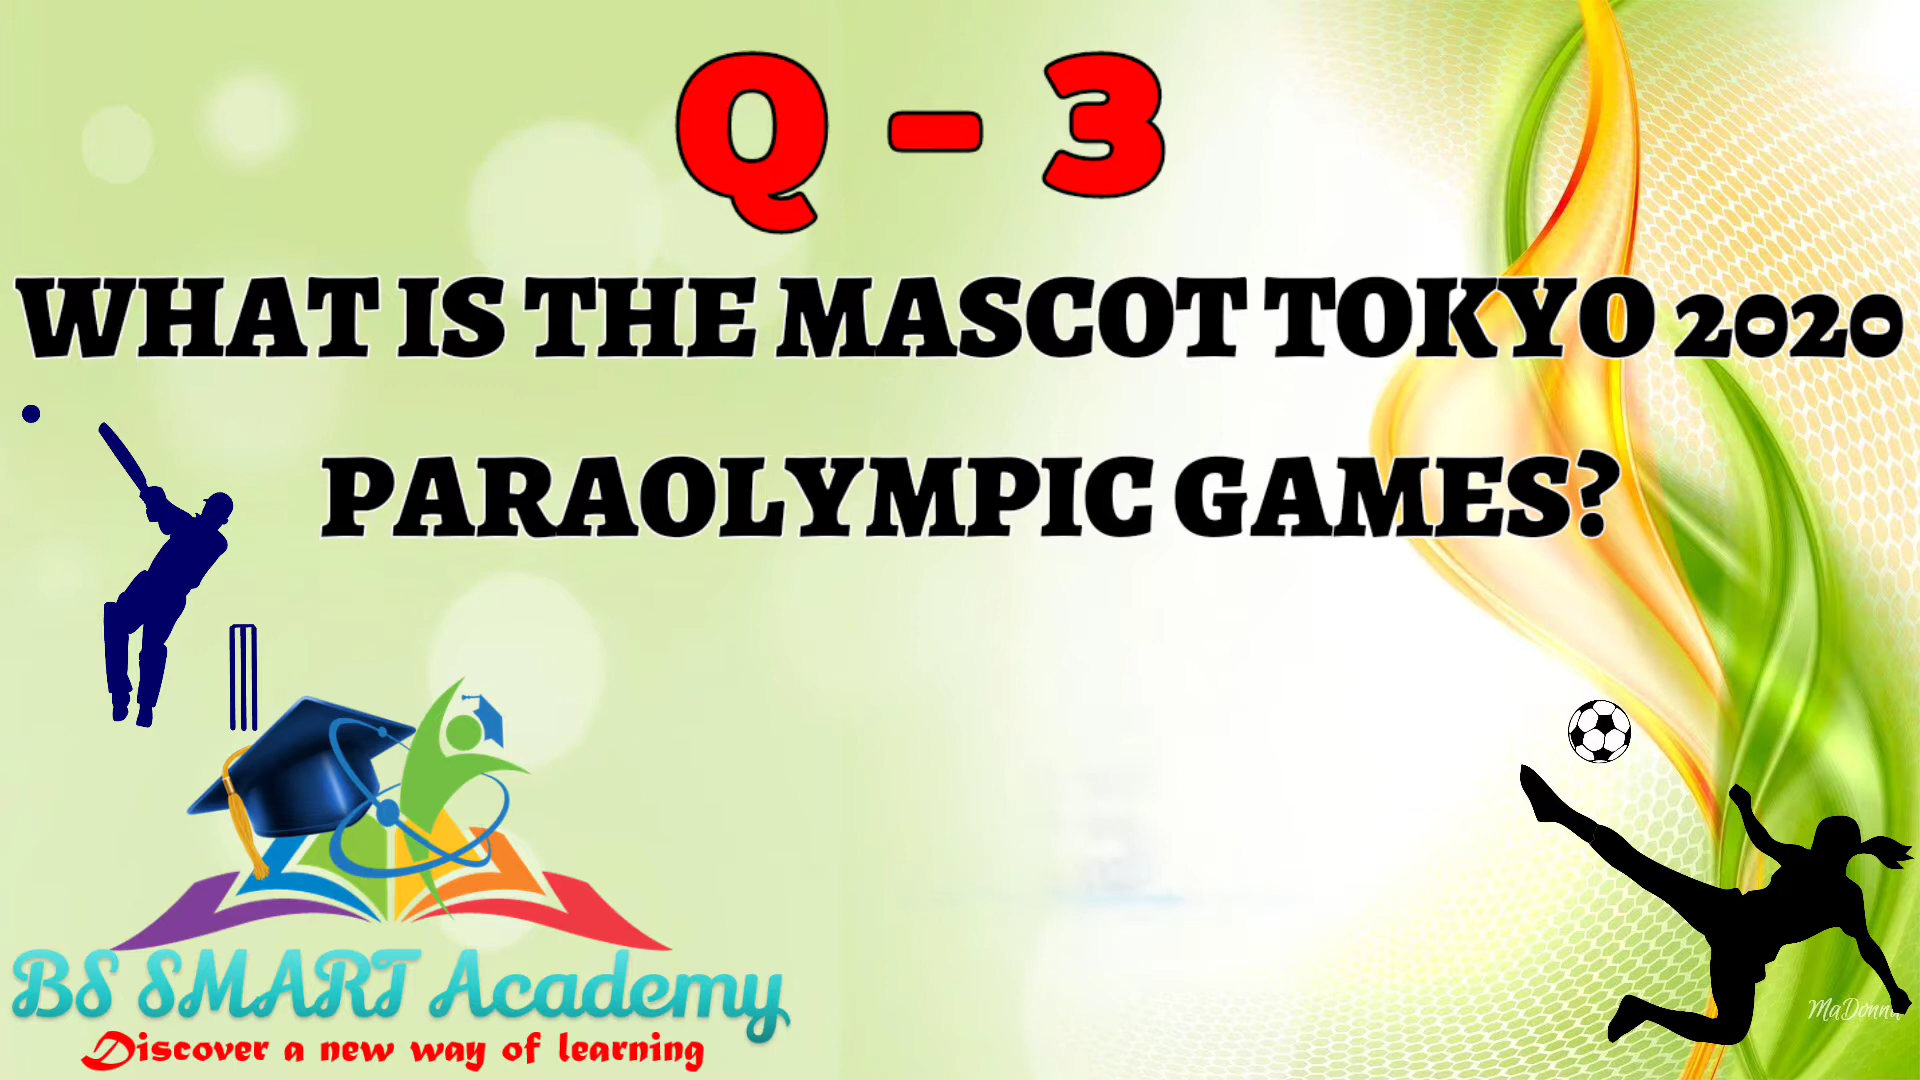 Q - 3
WHAT IS THE MASCOT TOKYO 2020
PARAOLYMPIC GAMES?
BS SMART Academy
Discover a new way of learning
MaDonna